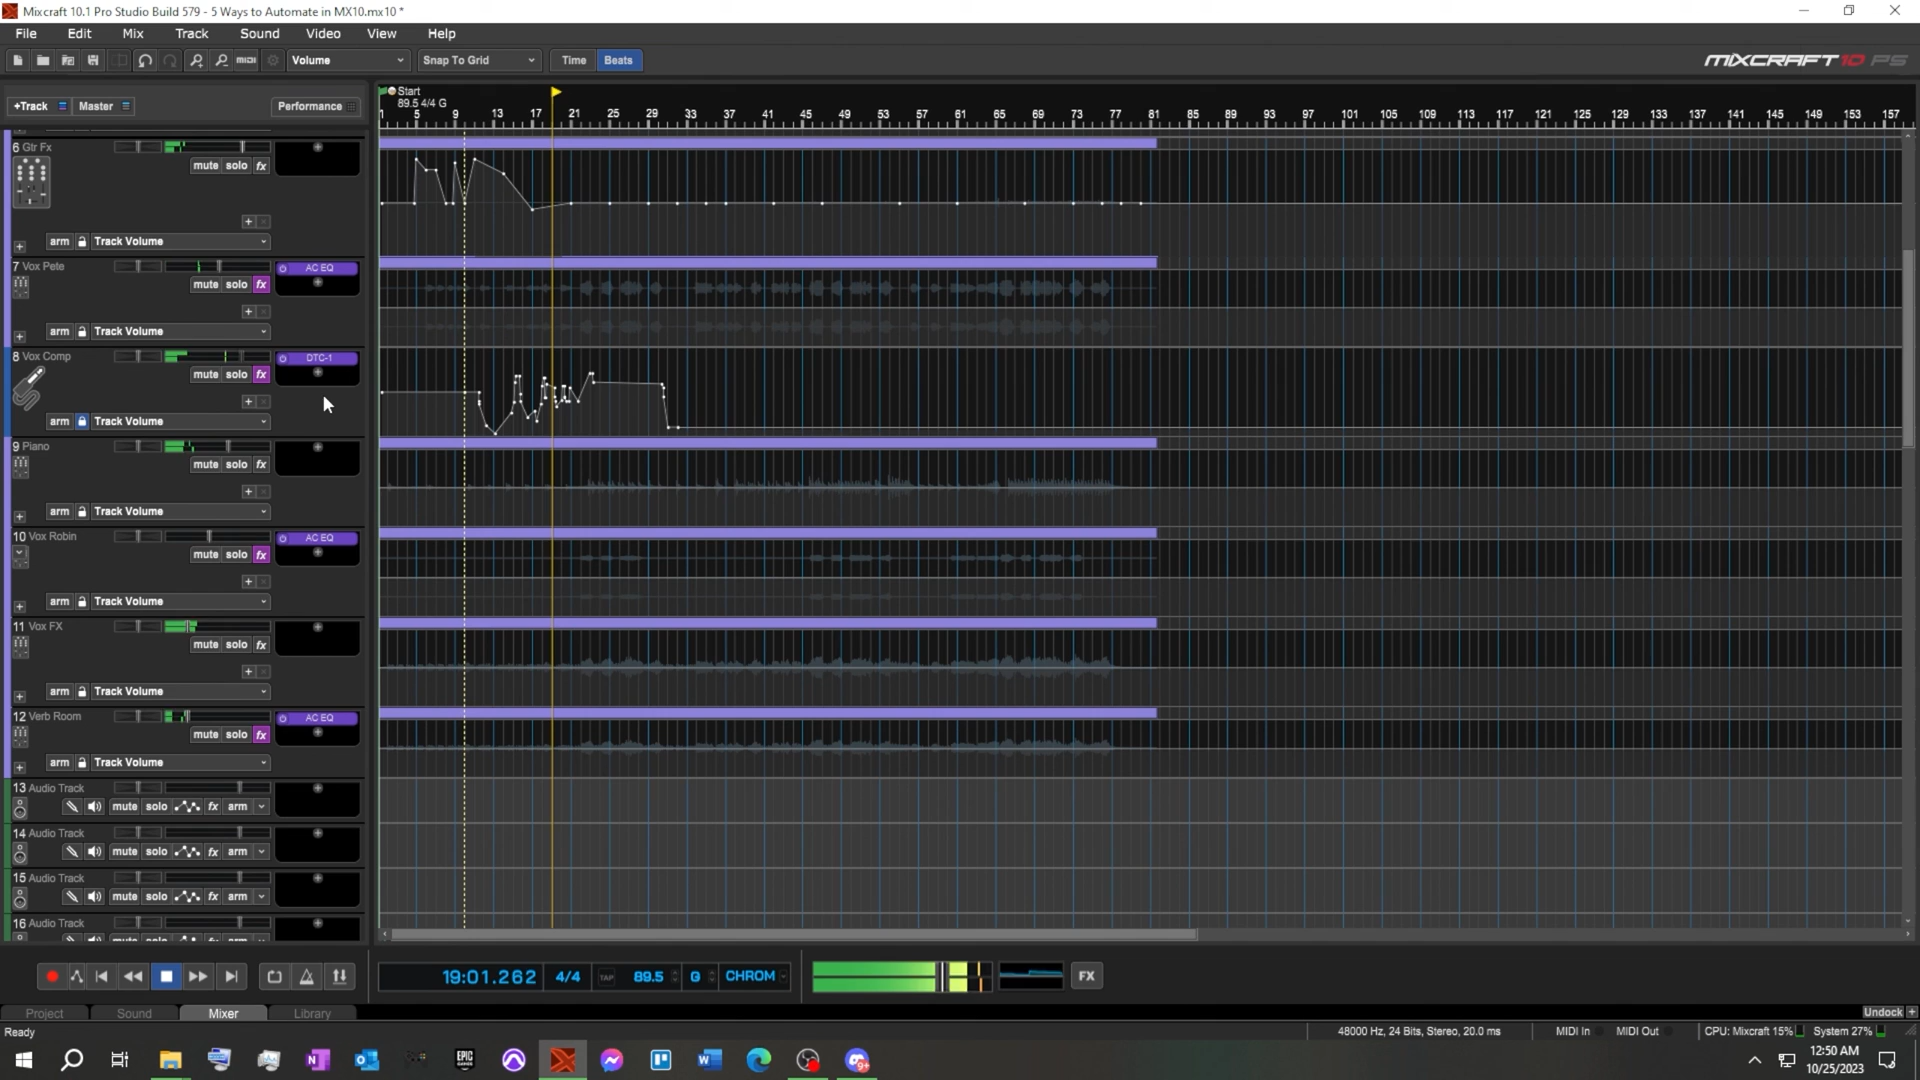 Mixcraft 10.1 Pro Studio Build 579 - 5 Ways to Automate in MX10.mx10 *
File Edit Mix Track Sound Video View Help
MIDI Volume Snap To Grid Time Beats MIXCRAFT 10 PS
+Track Master Performance
Start
89.5 4/4 G
1 5 9 13 17 21 25 29 33 37 41 45 49 53 57 61 65 69 73 77 81 85 89 93 97 101 105 109 113 117 121 125 129 133 137 141 145 149 153 157
6 Gtr Fx
mute solo fx
arm Track Volume
7 Vox Pete AC EQ
mute solo fx
arm Track Volume
8 Vox Comp DTC-1
mute solo fx
arm Track Volume
9 Piano
mute solo fx
arm Track Volume
10 Vox Robin AC EQ
mute solo fx
arm Track Volume
11 Vox FX
mute solo fx
arm Track Volume
12 Verb Room AC EQ
mute solo fx
arm Track Volume
13 Audio Track
mute solo fx arm
14 Audio Track
mute solo fx arm
15 Audio Track
mute solo fx arm
16 Audio Track
mute solo fx arm
19:01.262 4/4 TAP 89.5 G CHROM FX
Project Sound Mixer Library Undock
Ready 48000 Hz, 24 Bits, Stereo, 20.0 ms MIDI In MIDI Out CPU: Mixcraft 15% System 27%
EPIC GAMES 9+
12:50 AM
10/25/2023